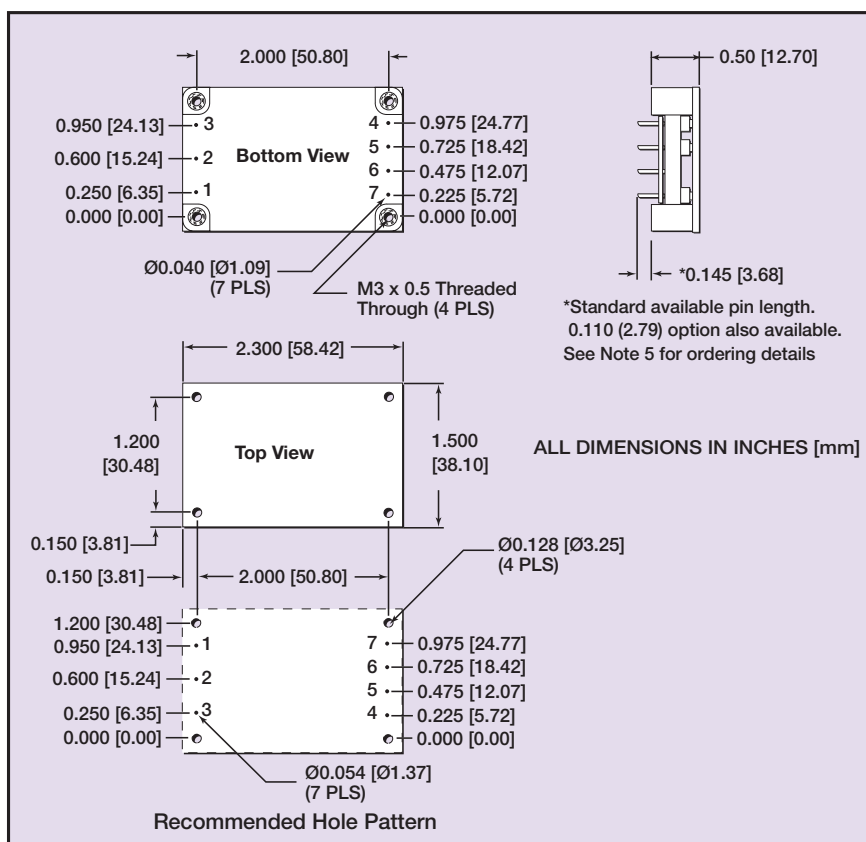 2.000 [50.80]
0.50 [12.70]
0.950 [24.13] 3
0.600 [15.24] 2
0.250 [6.35] 1
0.000 [0.00]
Bottom View
4 0.975 [24.77]
5 0.725 [18.42]
6 0.475 [12.07]
7 0.225 [5.72]
0.000 [0.00]
Ø0.040 [Ø1.09]
(7 PLS)
M3 x 0.5 Threaded
Through (4 PLS)
*0.145 [3.68]
*Standard available pin length.
0.110 (2.79) option also available.
See Note 5 for ordering details
2.300 [58.42]
1.200
[30.48]
Top View
1.500
[38.10]
ALL DIMENSIONS IN INCHES [mm]
0.150 [3.81]
0.150 [3.81]
2.000 [50.80]
Ø0.128 [Ø3.25]
(4 PLS)
1.200 [30.48]
0.950 [24.13] 1
0.600 [15.24] 2
0.250 [6.35] 3
0.000 [0.00]
7 0.975 [24.77]
6 0.725 [18.42]
5 0.475 [12.07]
4 0.225 [5.72]
0.000 [0.00]
Ø0.054 [Ø1.37]
(7 PLS)
Recommended Hole Pattern